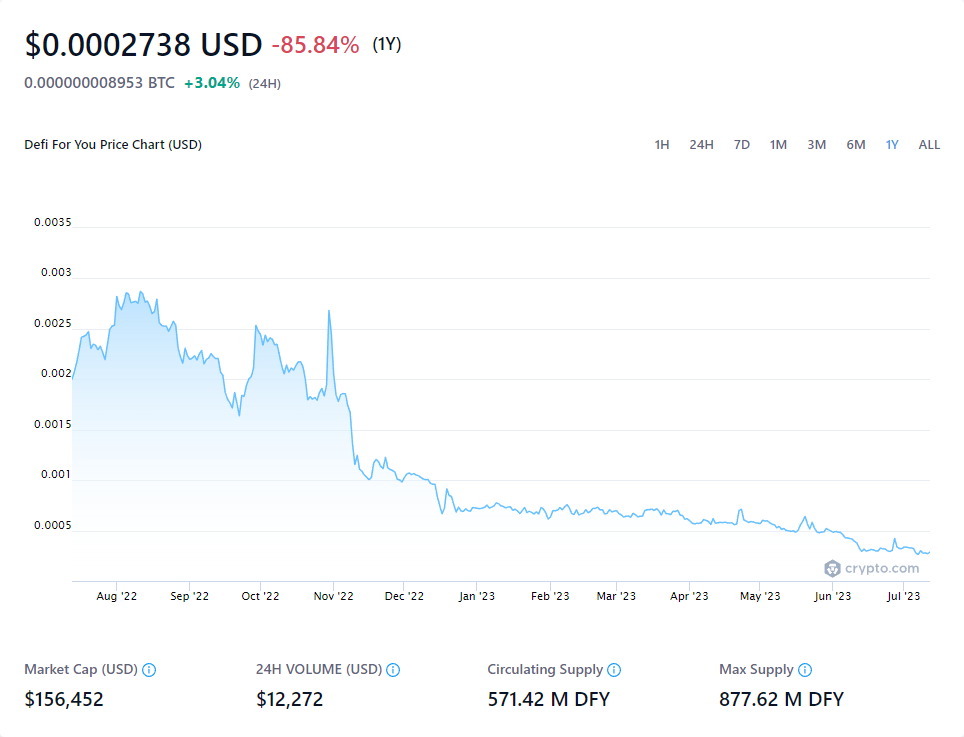 $0.0002738 USD -85.84% (1Y)
0.000000008953 BTC +3.04% (24H)
Defi For You Price Chart (USD) 1H 24H 7D 1M 3M 6M 1Y ALL
0.0035
0.003
0.0025
0.002
0.0015
0.001
0.0005
crypto.com
Aug '22 Sep '22 Oct '22 Nov '22 Dec '22 Jan '23 Feb '23 Mar '23 Apr '23 May '23 Jun '23 Jul '23
Market Cap (USD) 24H VOLUME (USD) Circulating Supply Max Supply
$156,452 $12,272 571.42 M DFY 877.62 M DFY